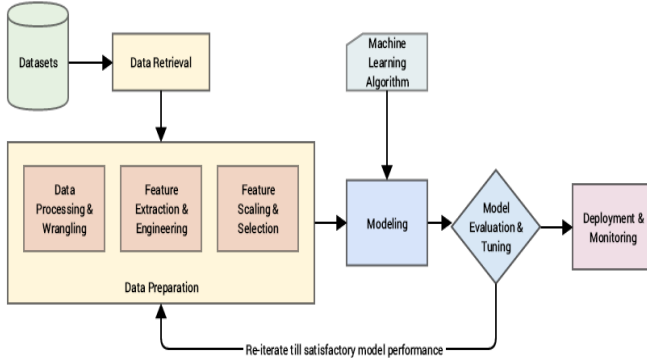 Datasets
Data Retrieval
Machine
Learning
Algorithm
Data
Processing &
Wrangling
Feature
Extraction &
Engineering
Feature
Scaling &
Selection
Data Preparation
Modeling
Model
Evaluation &
Tuning
Deployment &
Monitoring
Re-iterate till satisfactory model performance